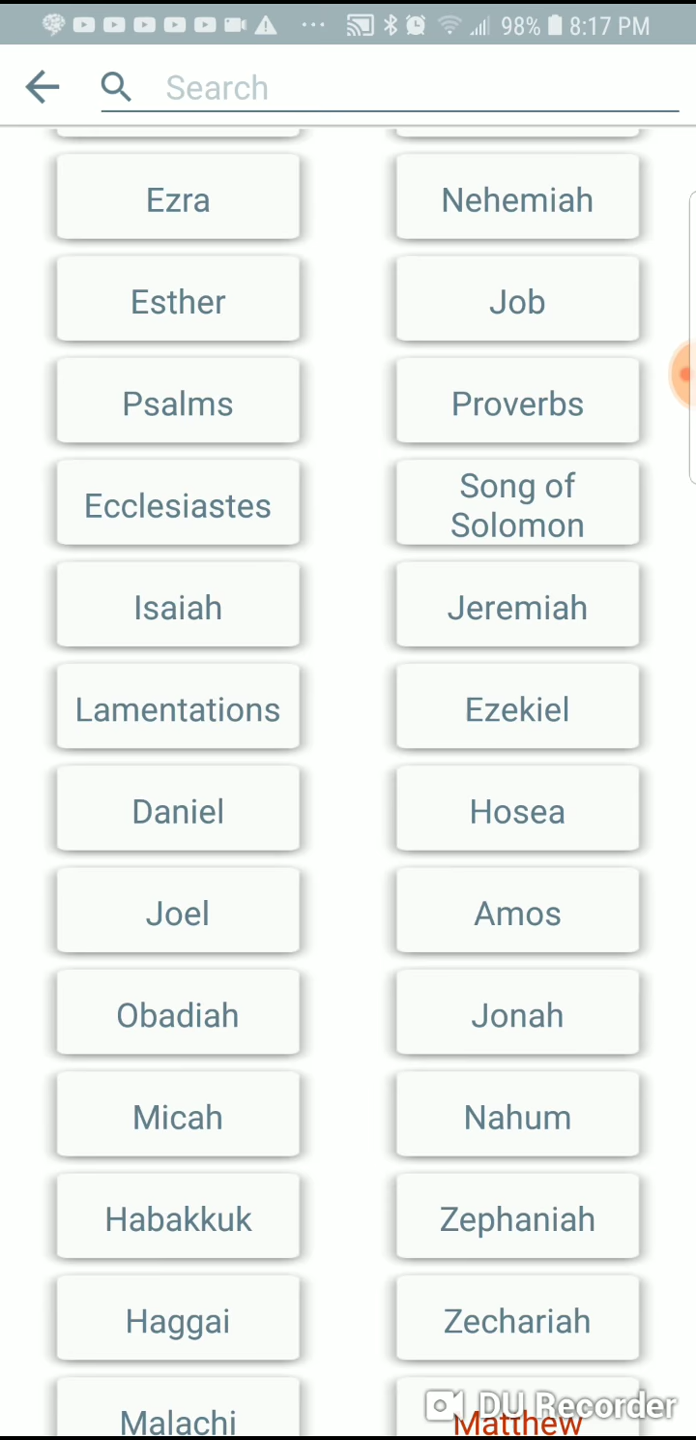 98% 8:17 PM
Search
Ezra Nehemiah
Esther Job
Psalms Proverbs
Ecclesiastes Song of
Solomon
Isaiah Jeremiah
Lamentations Ezekiel
Daniel Hosea
Joel Amos
Obadiah Jonah
Micah Nahum
Habakkuk Zephaniah
Haggai Zechariah
DU Recorder
Malachi Matthew